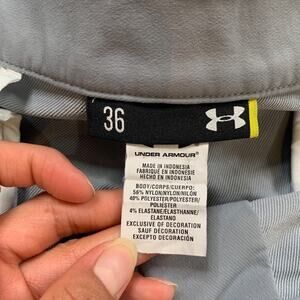 36
UNDER ARMOUR
MADE IN INDONESIA
FABRIQUÉ EN INDONÉSIE
HECHO EN INDONESIA
BODY/CORPS/CUERPO:
56% NYLON/NYLON/NILÓN
40% POLYESTER/POLYESTER/
POLIÉSTER
4% ELASTANE/ÉLASTHANNE/
ELASTANO
EXCLUSIVE OF DECORATION
SAUF DÉCORATION
EXCEPTO DECORACIÓN